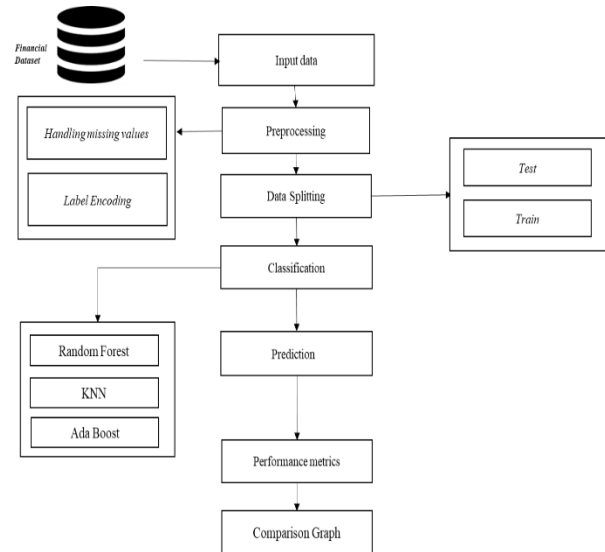 Financial
Dataset
Input data
Handling missing values
Preprocessing
Label Encoding
Data Splitting
Test
Train
Classification
Random Forest
KNN
Ada Boost
Prediction
Performance metrics
Comparison Graph